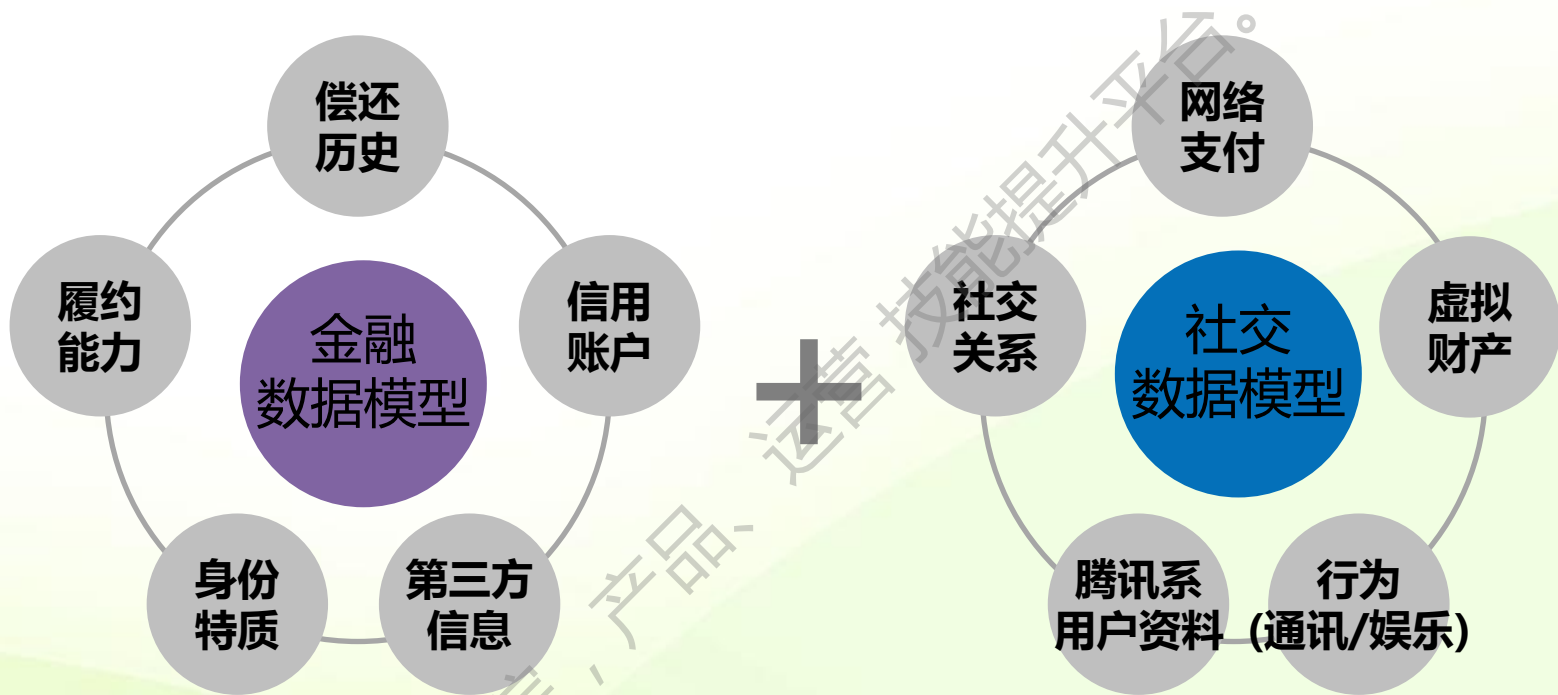 偿还
历史
履约
能力
金融
数据模型
信用
账户
身份
特质
第三方
信息
+
网络
支付
社交
关系
社交
数据模型
虚拟
财产
腾讯系
用户资料
行为
(通讯/娱乐)
产品、运营 技能提升平台。